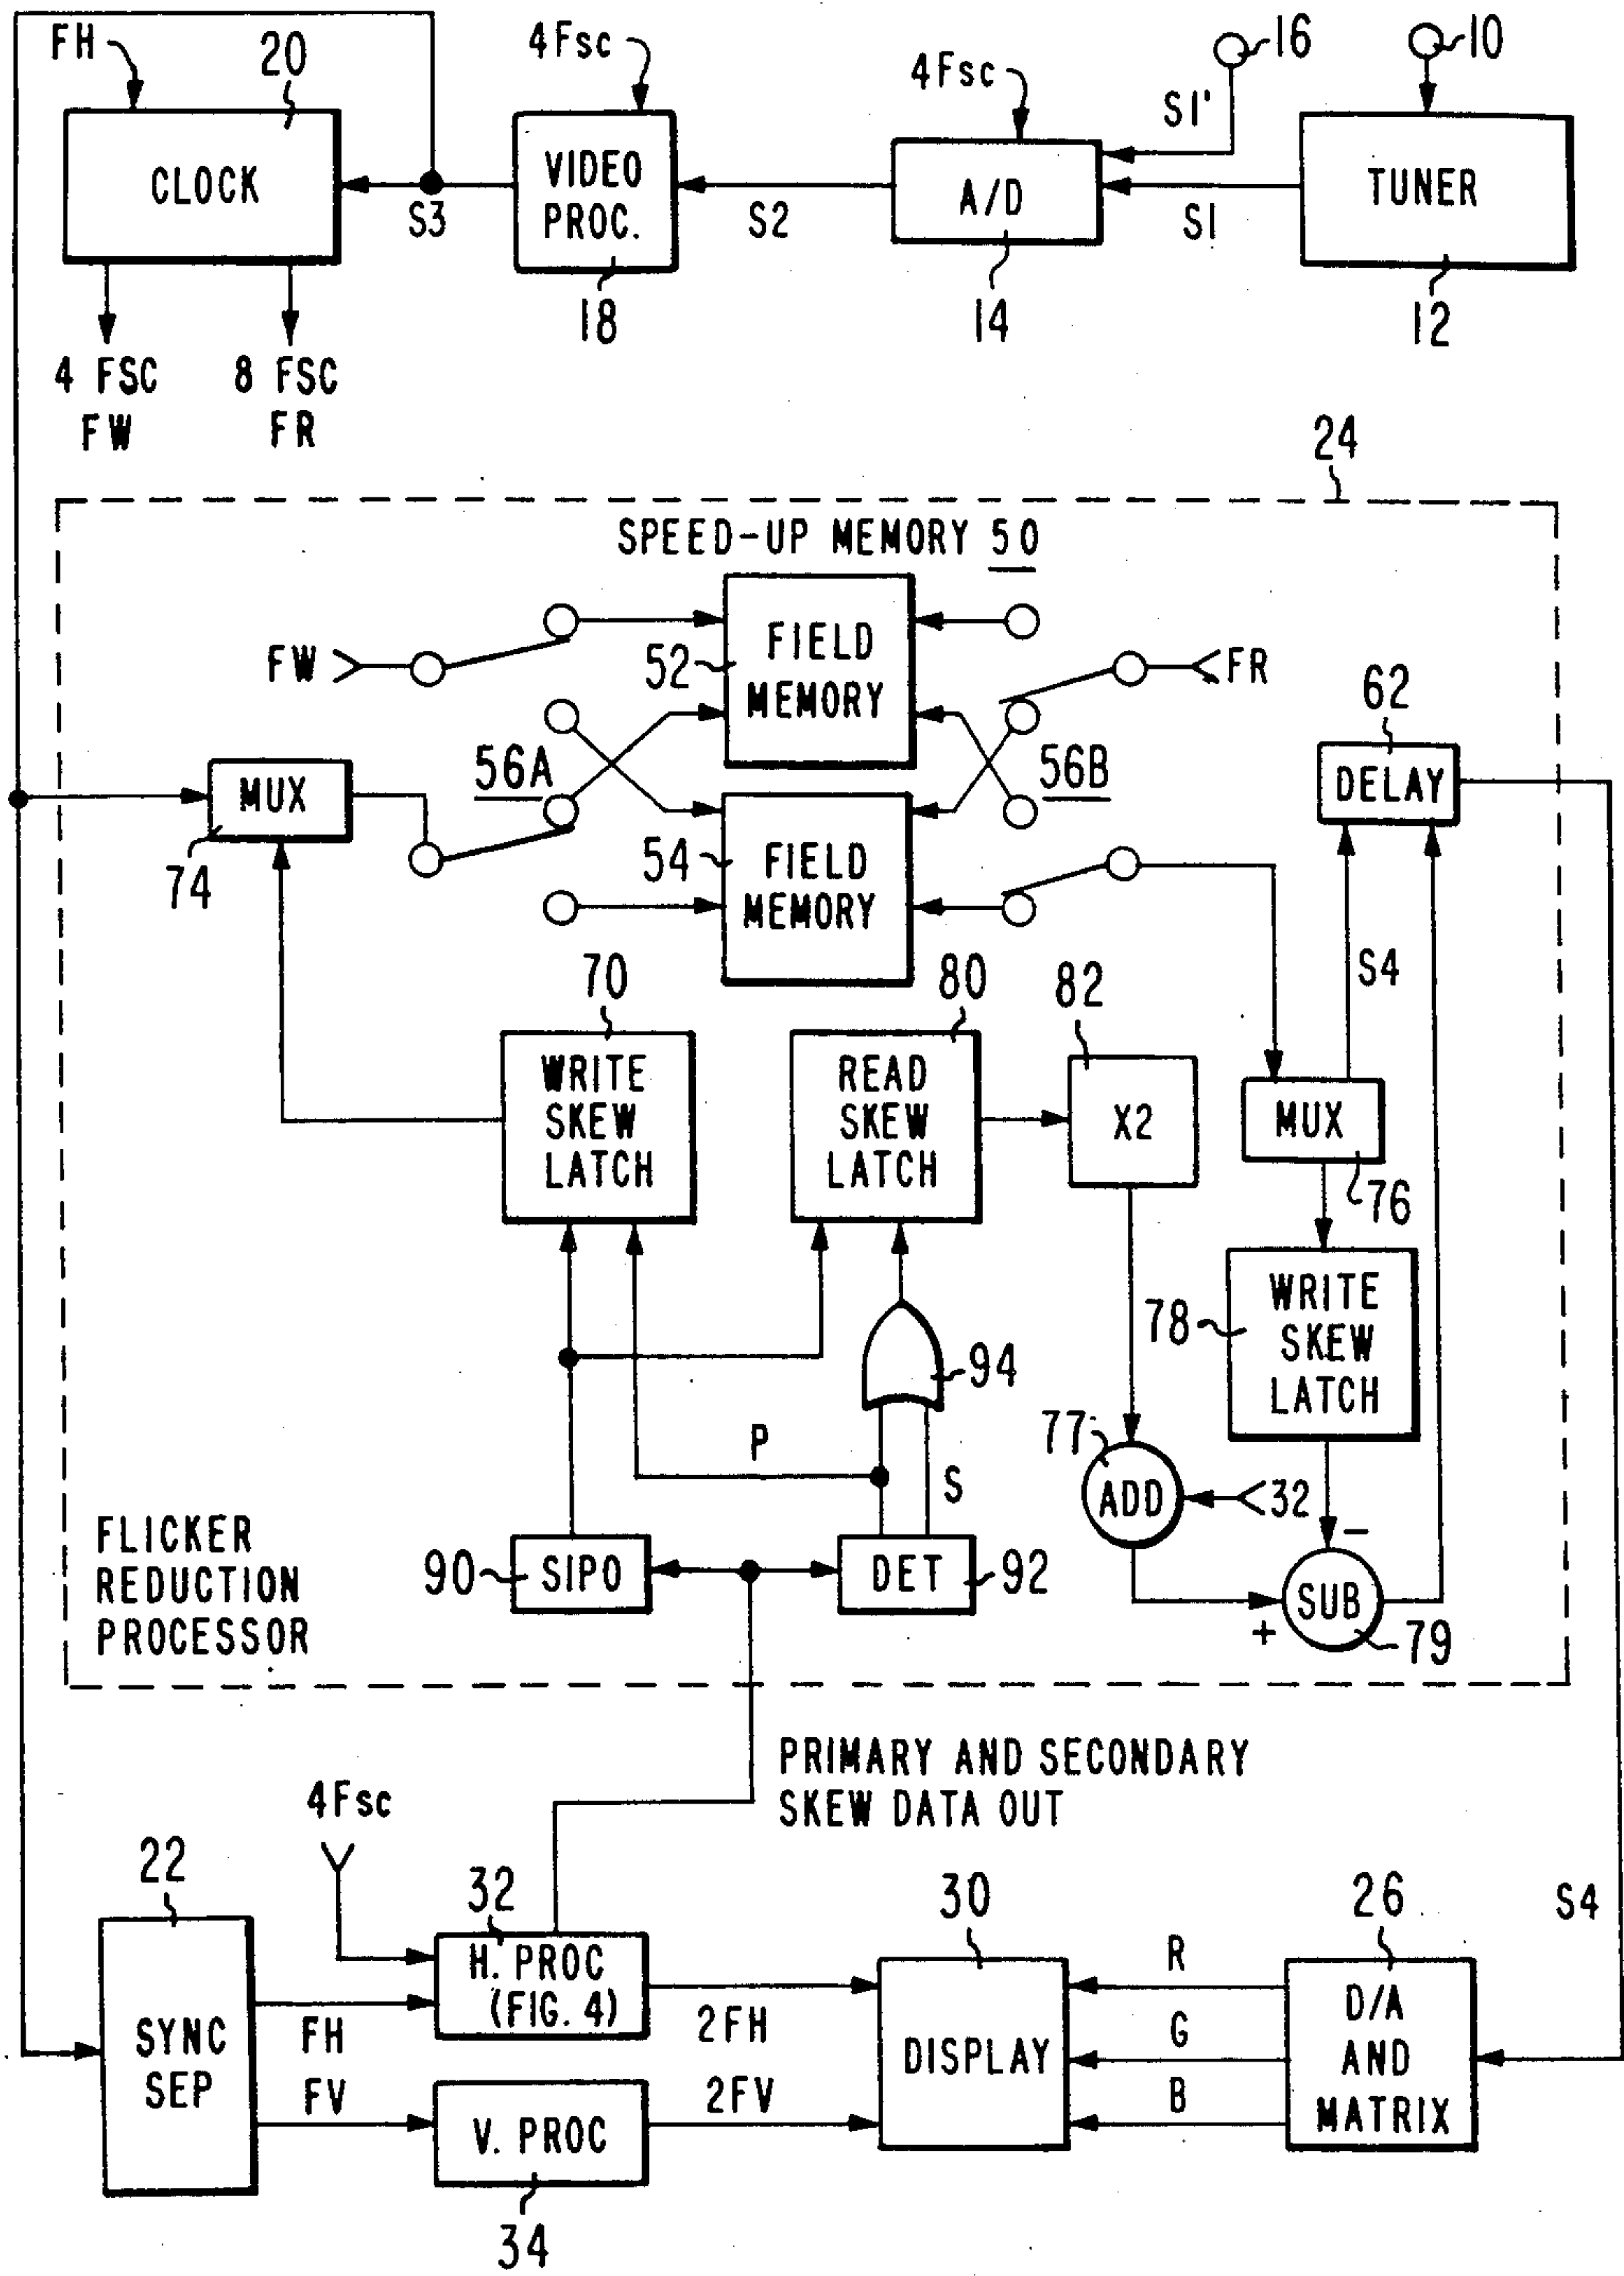 FH
20
4Fsc
4Fsc
16
10
S1'
CLOCK
S3
VIDEO
PROC.
S2
A/D
S1
TUNER
18
14
12
4 FSC
FW
8 FSC
FR
24
SPEED-UP MEMORY 50
FW
52
FIELD
MEMORY
FR
62
MUX
74
56A
56B
DELAY
54
FIELD
MEMORY
S4
70
80
82
WRITE
SKEW
LATCH
READ
SKEW
LATCH
X2
MUX
76
78
WRITE
SKEW
LATCH
94
P
S
77
ADD
32
−
FLICKER
REDUCTION
PROCESSOR
90
SIPO
DET
92
SUB
+
79
PRIMARY AND SECONDARY
SKEW DATA OUT
4Fsc
22
32
30
26
S4
SYNC
SEP
FH
H. PROC
(FIG. 4)
2FH
DISPLAY
R
G
B
D/A
AND
MATRIX
FV
V. PROC
2FV
34